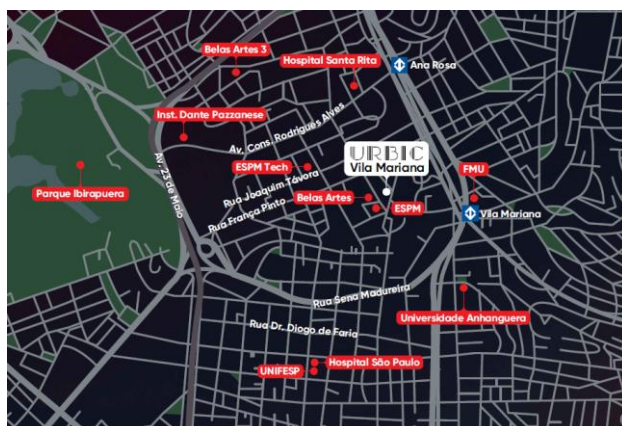 Belas Artes 3
Hospital Santa Rita
Ana Rosa
Inst. Dante Pazzanese
Av. Cons. Rodrigues Alves
URBIC
Vila Mariana
ESPM Tech
FMU
Parque Ibirapuera
Av. 23 de Maio
Rua Joaquim Távora
Belas Artes
ESPM
Rua França Pinto
Vila Mariana
Rua Sena Madureira
Universidade Anhanguera
Rua Dr. Diogo de Faria
Hospital São Paulo
UNIFESP